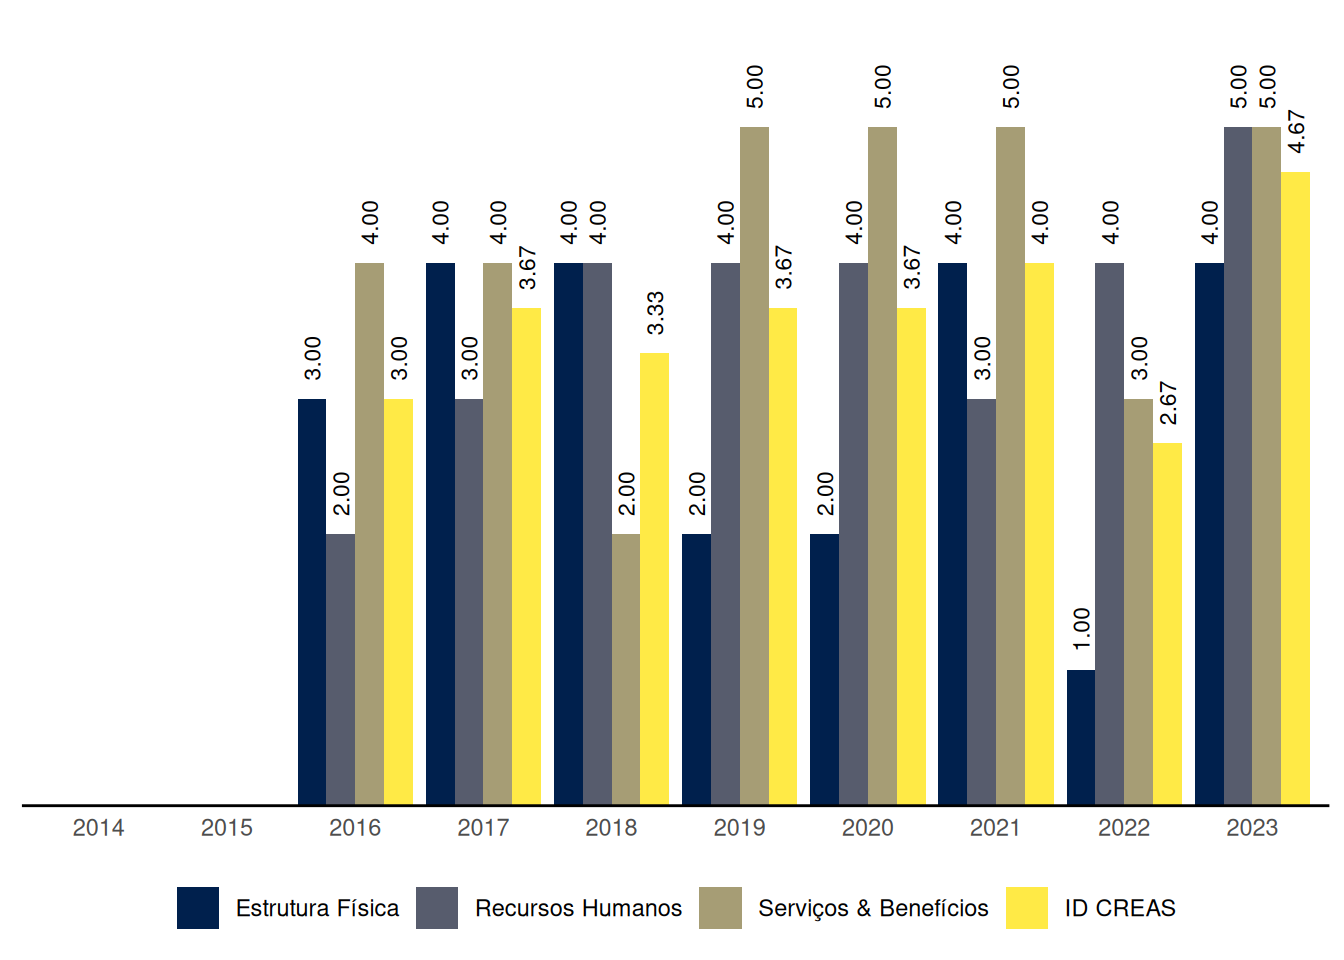 5.00 5.00 5.00 5.00 5.00
4.67
4.00 4.00 4.00 4.00 4.00 4.00 4.00 4.00 4.00 4.00 4.00
3.67 3.67 3.67
3.33
3.00 3.00 3.00 3.00 3.00
2.67
2.00 2.00 2.00 2.00
1.00
2014 2015 2016 2017 2018 2019 2020 2021 2022 2023
Estrutura Física Recursos Humanos Serviços & Benefícios ID CREAS